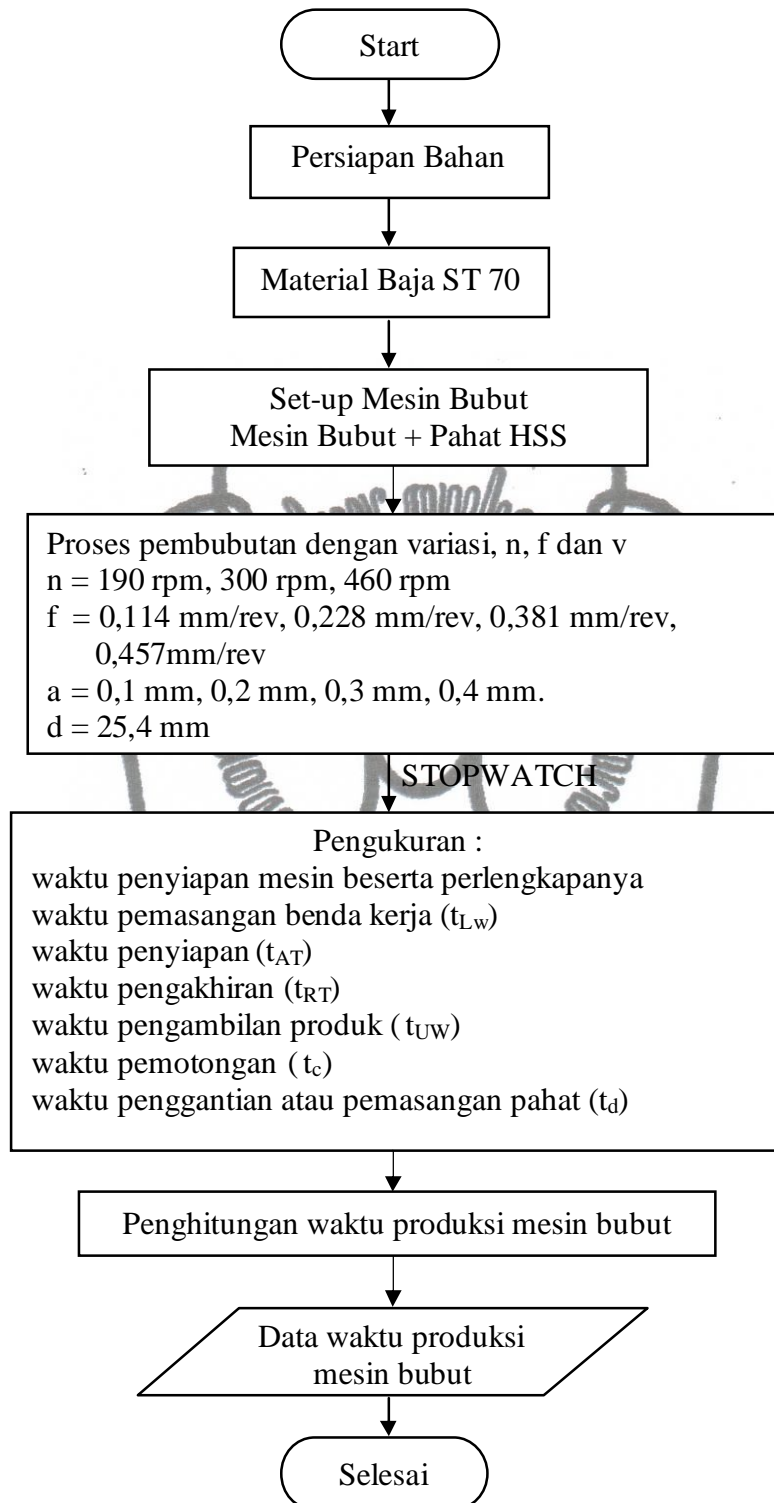 Start
Persiapan Bahan
Material Baja ST 70
Set-up Mesin Bubut
Mesin Bubut + Pahat HSS
Proses pembubutan dengan variasi, n, f dan v
n = 190 rpm, 300 rpm, 460 rpm
f = 0,114 mm/rev, 0,228 mm/rev, 0,381 mm/rev,
0,457mm/rev
a = 0,1 mm, 0,2 mm, 0,3 mm, 0,4 mm.
d = 25,4 mm
STOPWATCH
Pengukuran :
waktu penyiapan mesin beserta perlengkapanya
waktu pemasangan benda kerja (tLw)
waktu penyiapan (tAT)
waktu pengakhiran (tRT)
waktu pengambilan produk ( tUW)
waktu pemotongan ( tc)
waktu penggantian atau pemasangan pahat (td)
Penghitungan waktu produksi mesin bubut
Data waktu produksi
mesin bubut
Selesai